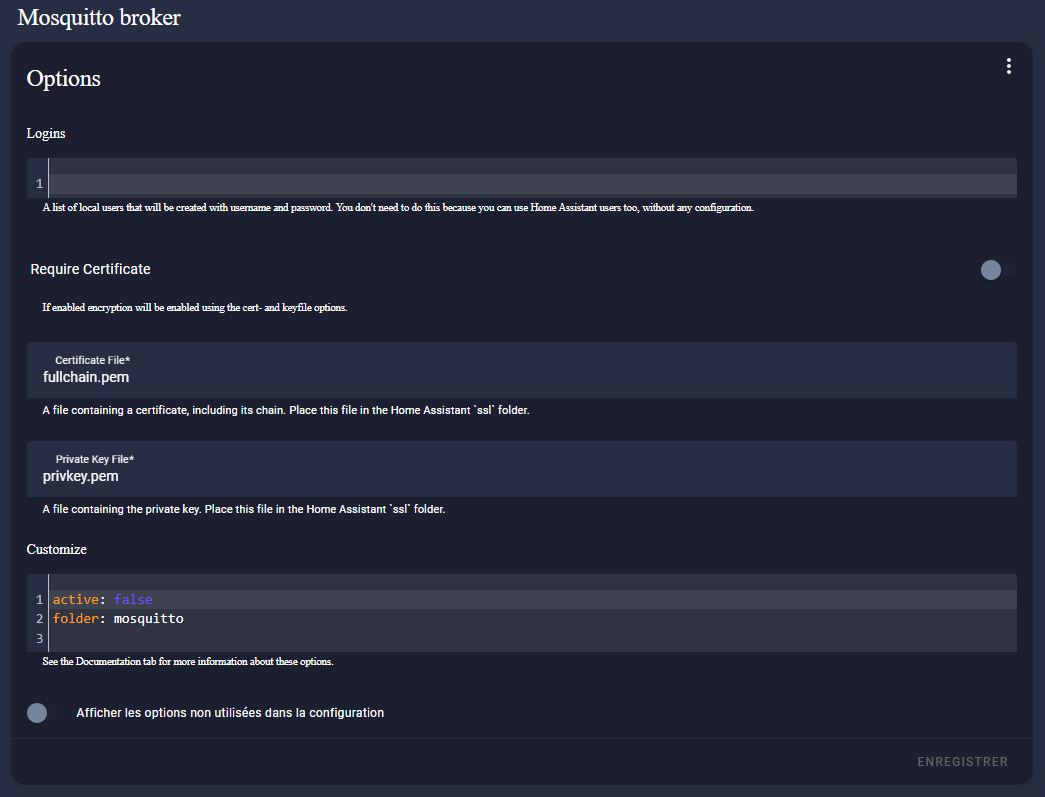 Mosquitto broker
Options
Logins
1
A list of local users that will be created with username and password. You don't need to do this because you can use Home Assistant users too, without any configuration.
Require Certificate
If enabled encryption will be enabled using the cert- and keyfile options.
Certificate File*
fullchain.pem
A file containing a certificate, including its chain. Place this file in the Home Assistant `ssl` folder.
Private Key File*
privkey.pem
A file containing the private key. Place this file in the Home Assistant `ssl` folder.
Customize
1 active: false
2 folder: mosquitto
3
See the Documentation tab for more information about these options.
Afficher les options non utilisées dans la configuration
ENREGISTRER